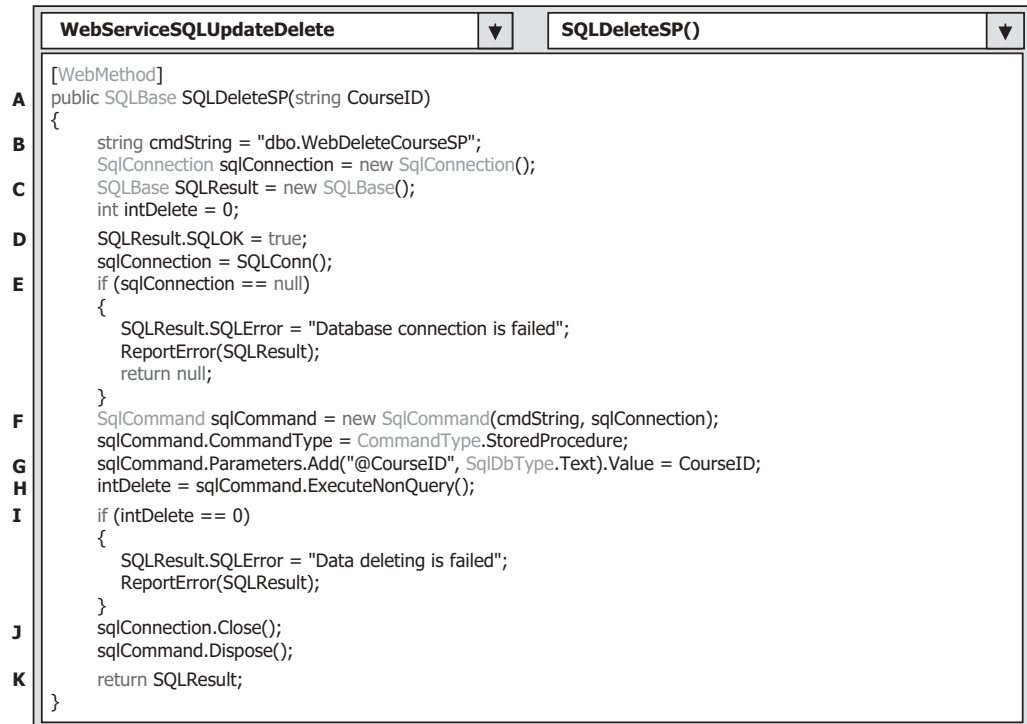 WebServiceSQLUpdateDelete SQLDeleteSP()
[WebMethod]
A public SQLBase SQLDeleteSP(string CourseID)
{
B string cmdString = "dbo.WebDeleteCourseSP";
SqlConnection sqlConnection = new SqlConnection();
C SQLBase SQLResult = new SQLBase();
int intDelete = 0;
D SQLResult.SQLOK = true;
sqlConnection = SQLConn();
E if (sqlConnection == null)
{
SQLResult.SQLError = "Database connection is failed";
ReportError(SQLResult);
return null;
}
F SqlCommand sqlCommand = new SqlCommand(cmdString, sqlConnection);
sqlCommand.CommandType = CommandType.StoredProcedure;
G sqlCommand.Parameters.Add("@CourseID", SqlDbType.Text).Value = CourseID;
H intDelete = sqlCommand.ExecuteNonQuery();
I if (intDelete == 0)
{
SQLResult.SQLError = "Data deleting is failed";
ReportError(SQLResult);
}
J sqlConnection.Close();
sqlCommand.Dispose();
K return SQLResult;
}